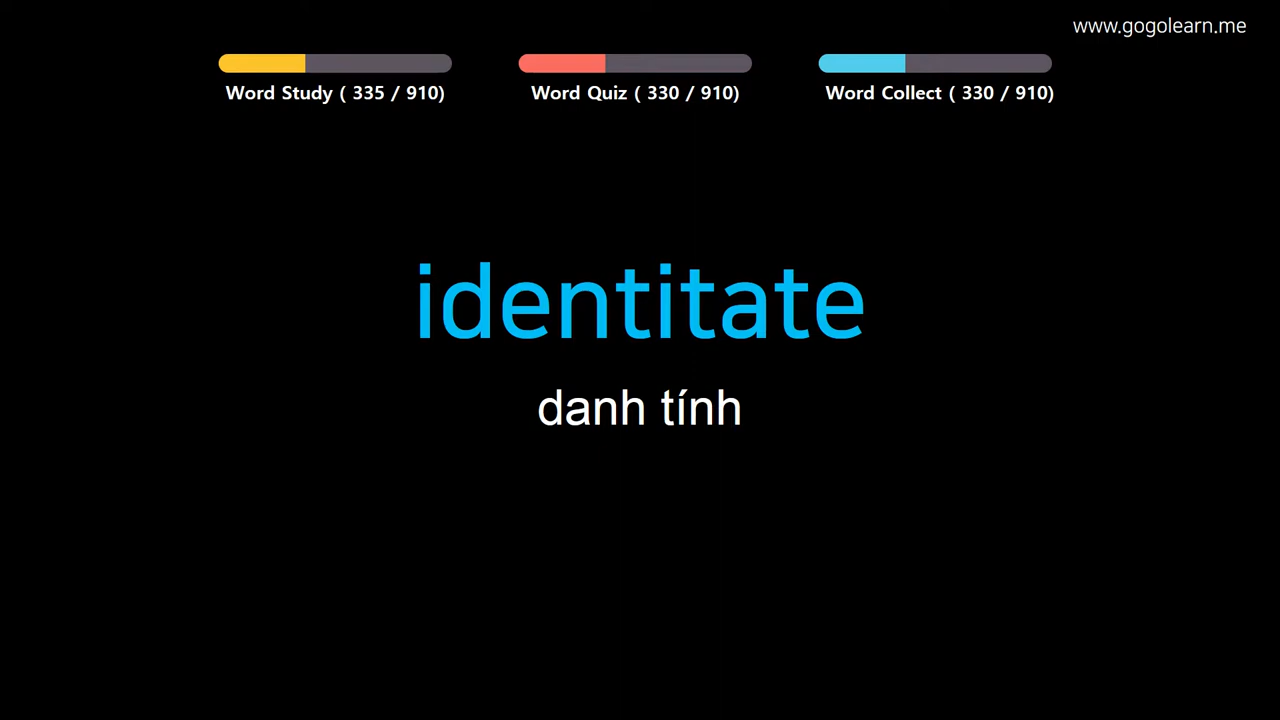 www.gogolearn.me
Word Study ( 335 / 910) Word Quiz ( 330 / 910) Word Collect ( 330 / 910)
identitate
danh tính